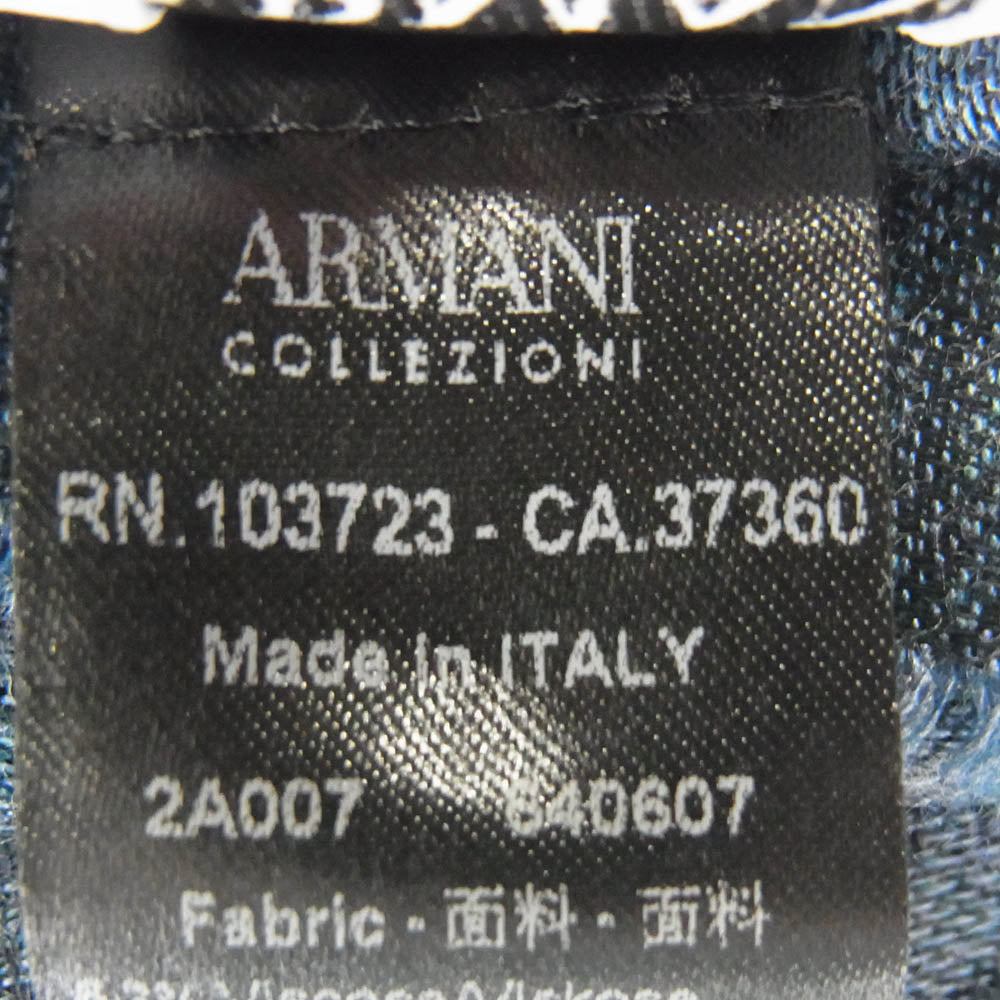 ARMANI
COLLEZIONI
RN.103723 - CA.37360
Made in ITALY
2A007 640607
Fabric - 面料 - 面料